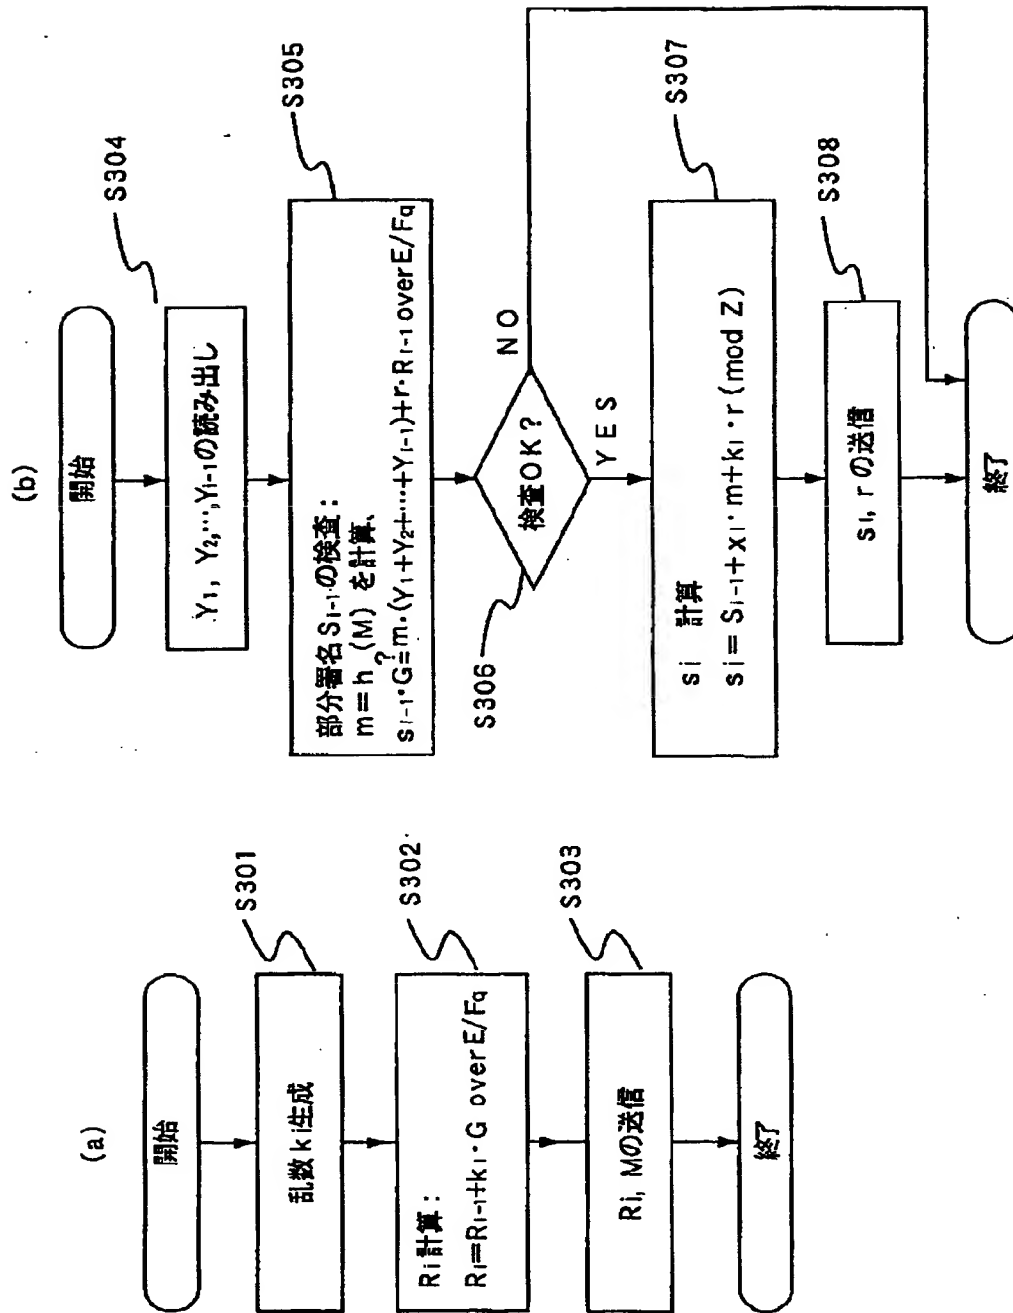 (a)
開始
乱数ki生成
S301
Ri計算：
Ri=Ri-1+ki・G over E/Fq
S302
Ri, Mの送信
S303
終了
(b)
開始
Y1, Y2,…,Yi-1の読み出し
S304
部分署名Si-1の検査：
m=h(M)を計算、
si-1・G≟m・(Y1+Y2+…+Yi-1)+r・Ri-1 over E/Fq
S305
検査OK?
S306
NO
YES
si 計算
si=Si-1+xi・m+ki・r(mod Z)
S307
si, rの送信
S308
終了